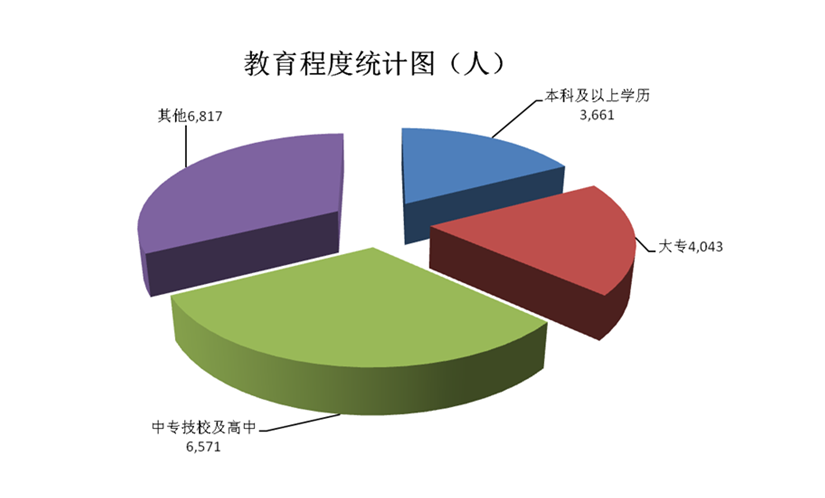 教育程度统计图（人）
本科及以上学历
3,661
其他6,817
大专4,043
中专技校及高中
6,571